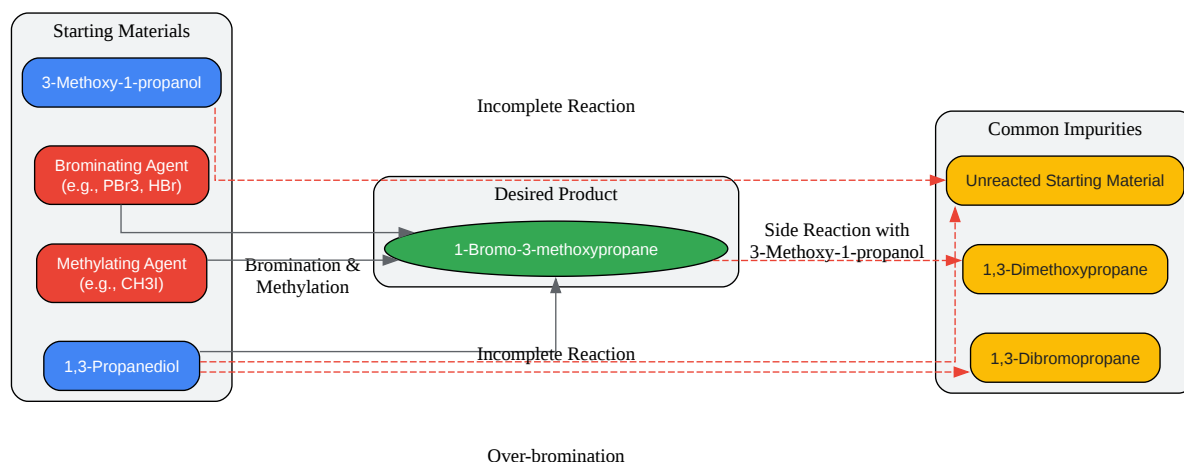 Starting Materials
3-Methoxy-1-propanol
Brominating Agent
(e.g., PBr3, HBr)
Methylating Agent
(e.g., CH3I)
1,3-Propanediol
Bromination &
Methylation
Incomplete Reaction
Desired Product
1-Bromo-3-methoxypropane
Side Reaction with
3-Methoxy-1-propanol
Incomplete Reaction
Over-bromination
Common Impurities
Unreacted Starting Material
1,3-Dimethoxypropane
1,3-Dibromopropane